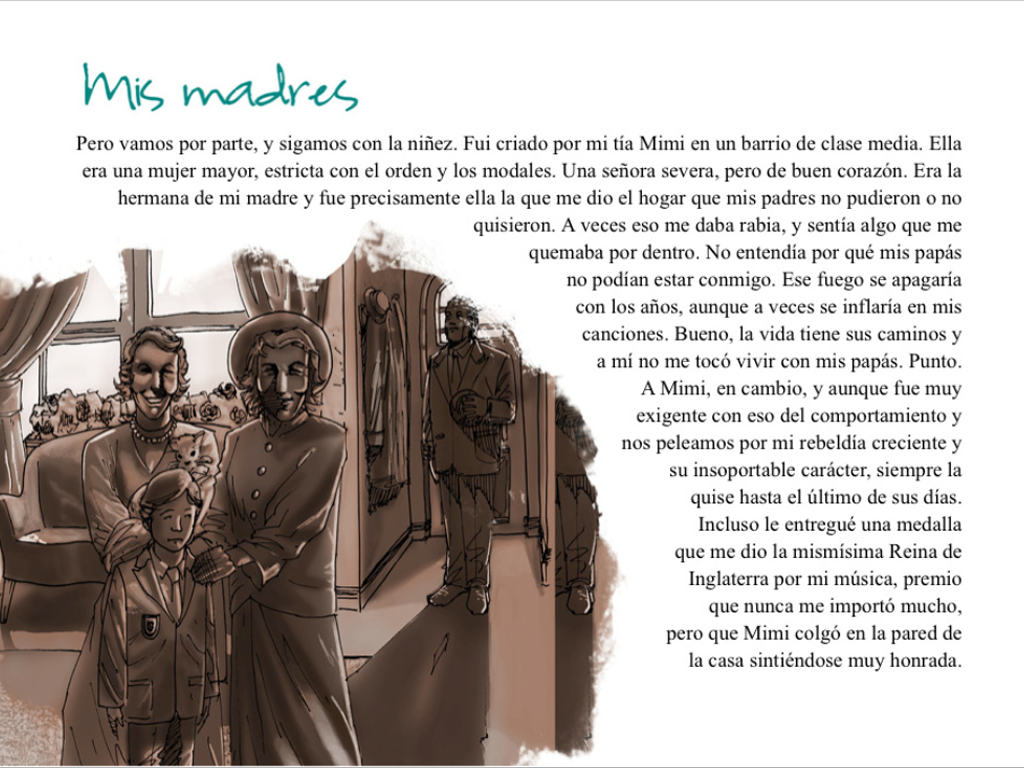 Mis madres
Pero vamos por parte, y sigamos con la niñez. Fui criado por mi tía Mimi en un barrio de clase media. Ella
era una mujer mayor, estricta con el orden y los modales. Una señora severa, pero de buen corazón. Era la
hermana de mi madre y fue precisamente ella la que me dio el hogar que mis padres no pudieron o no
quisieron. A veces eso me daba rabia, y sentía algo que me
quemaba por dentro. No entendía por qué mis papás
no podían estar conmigo. Ese fuego se apagaría
con los años, aunque a veces se inflaría en mis
canciones. Bueno, la vida tiene sus caminos y
a mí no me tocó vivir con mis papás. Punto.
A Mimi, en cambio, y aunque fue muy
exigente con eso del comportamiento y
nos peleamos por mi rebeldía creciente y
su insoportable carácter, siempre la
quise hasta el último de sus días.
Incluso le entregué una medalla
que me dio la mismísima Reina de
Inglaterra por mi música, premio
que nunca me importó mucho,
pero que Mimi colgó en la pared de
la casa sintiéndose muy honrada.